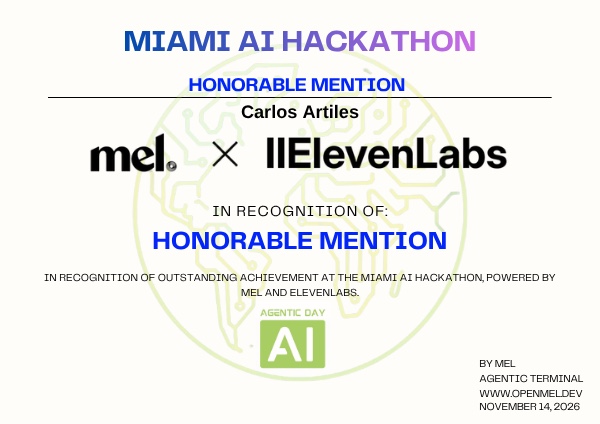 MIAMI AI HACKATHON
HONORABLE MENTION
Carlos Artiles
mel. × IIElevenLabs
IN RECOGNITION OF:
HONORABLE MENTION
IN RECOGNITION OF OUTSTANDING ACHIEVEMENT AT THE MIAMI AI HACKATHON, POWERED BY
MEL AND ELEVENLABS.
AGENTIC DAY
AI
BY MEL
AGENTIC TERMINAL
WWW.OPENMEL.DEV
NOVEMBER 14, 2026